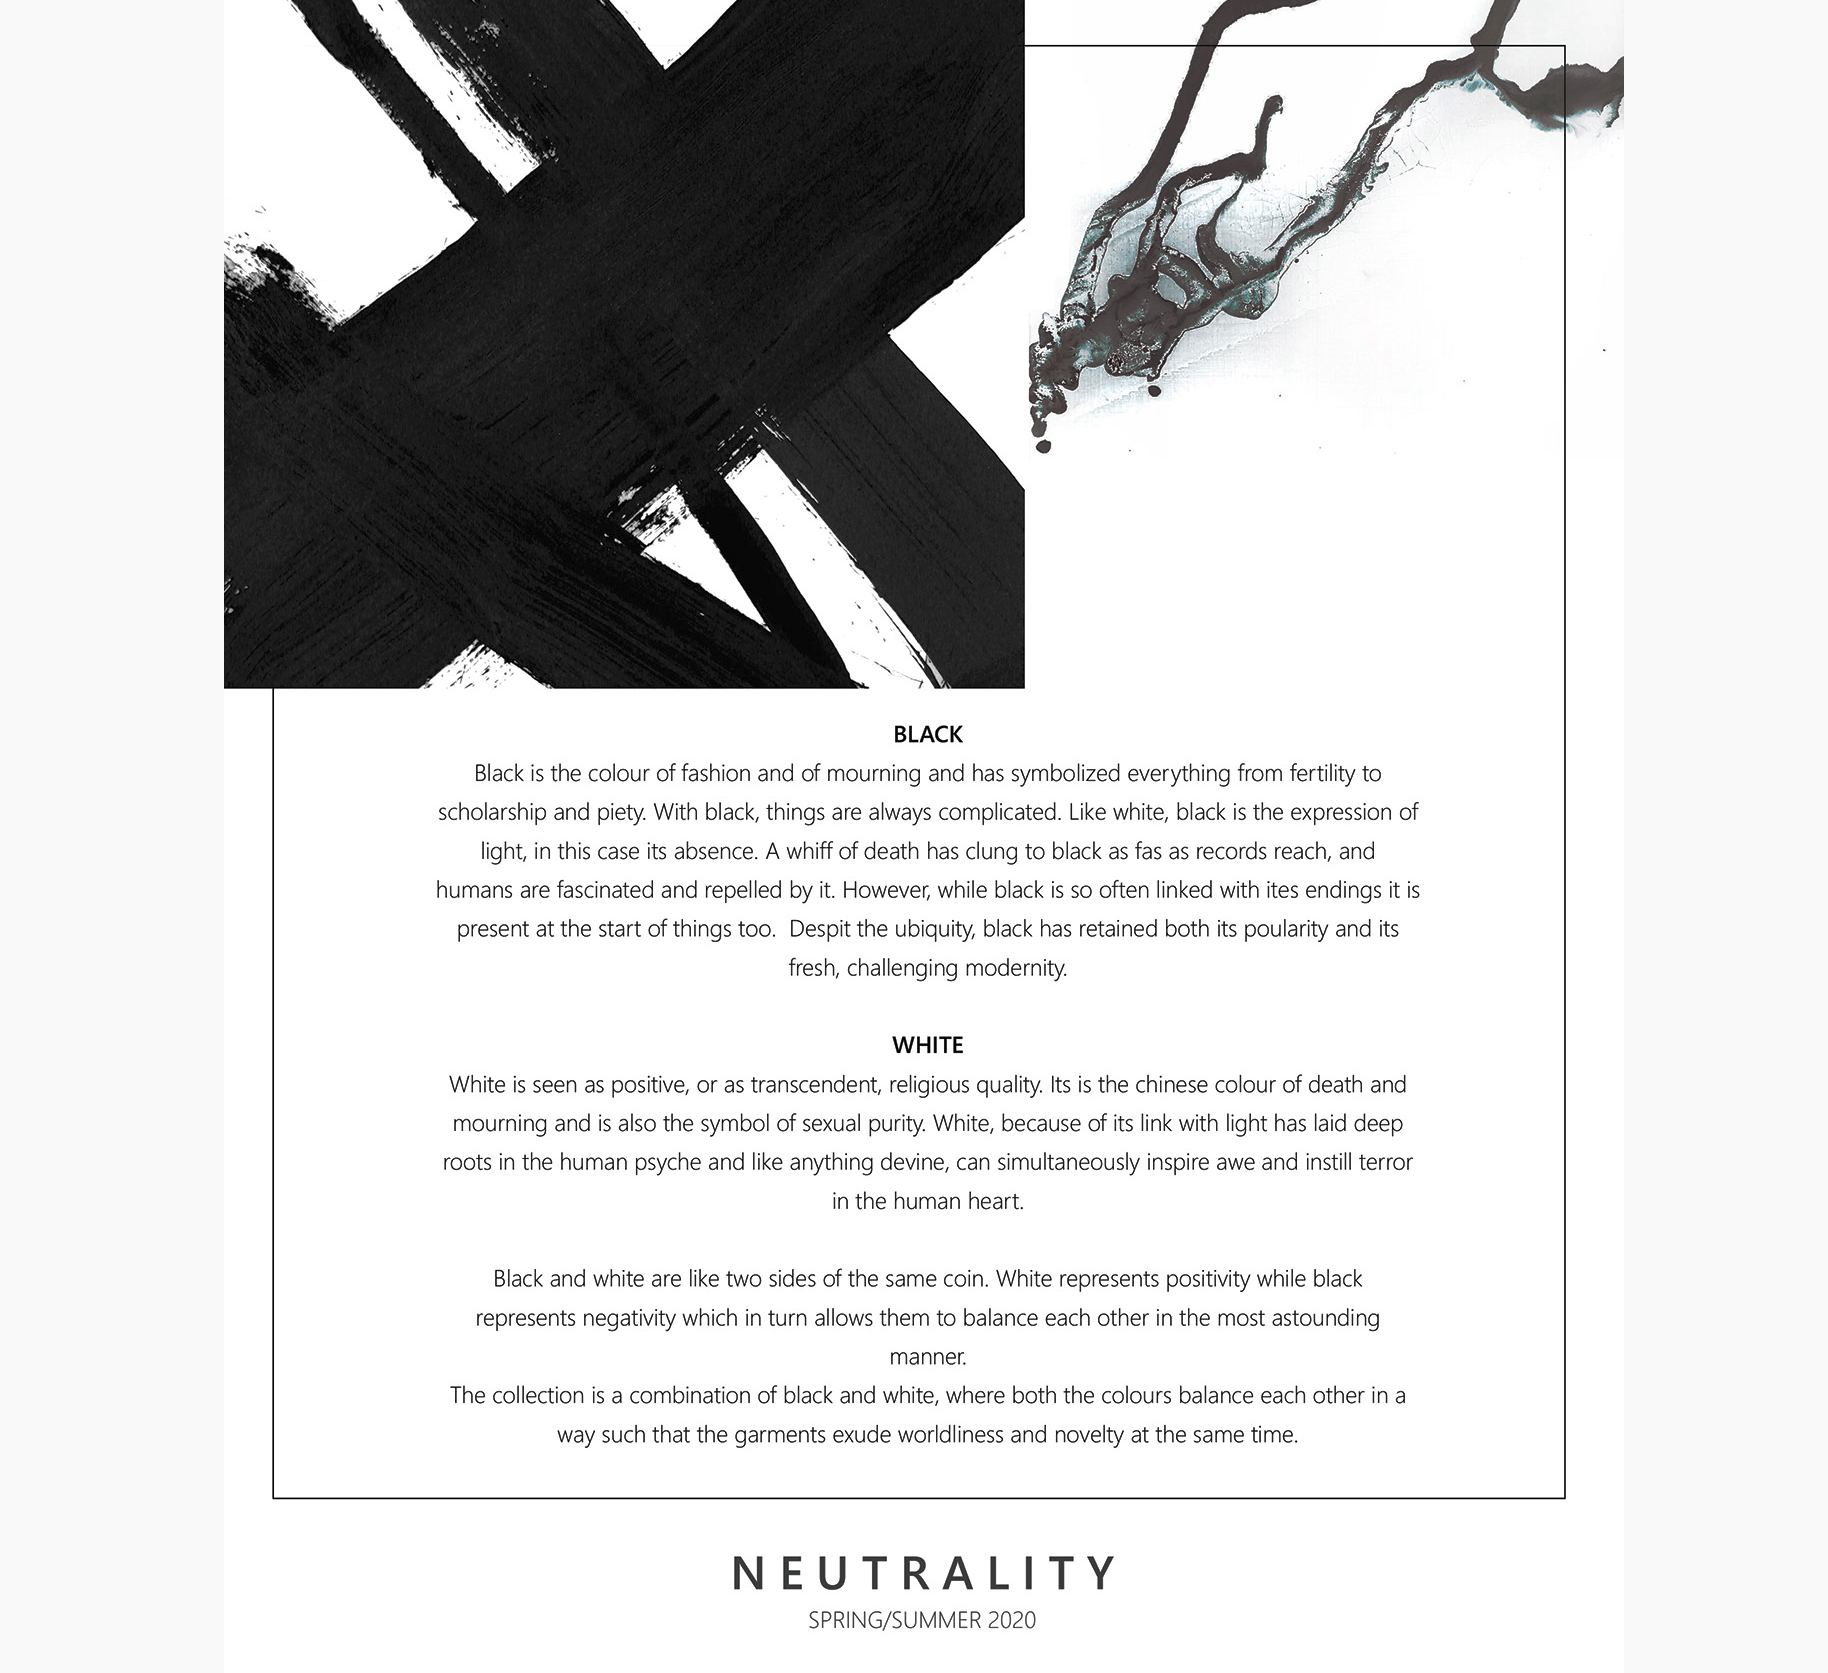 BLACK
Black is the colour of fashion and of mourning and has symbolized everything from fertility to
scholarship and piety. With black, things are always complicated. Like white, black is the expression of
light, in this case its absence. A whiff of death has clung to black as fas as records reach, and
humans are fascinated and repelled by it. However, while black is so often linked with ites endings it is
present at the start of things too.  Despit the ubiquity, black has retained both its poularity and its
fresh, challenging modernity.
WHITE
White is seen as positive, or as transcendent, religious quality. Its is the chinese colour of death and
mourning and is also the symbol of sexual purity. White, because of its link with light has laid deep
roots in the human psyche and like anything devine, can simultaneously inspire awe and instill terror
in the human heart.
Black and white are like two sides of the same coin. White represents positivity while black
represents negativity which in turn allows them to balance each other in the most astounding
manner.
The collection is a combination of black and white, where both the colours balance each other in a
way such that the garments exude worldliness and novelty at the same time.
NEUTRALITY
SPRING/SUMMER 2020